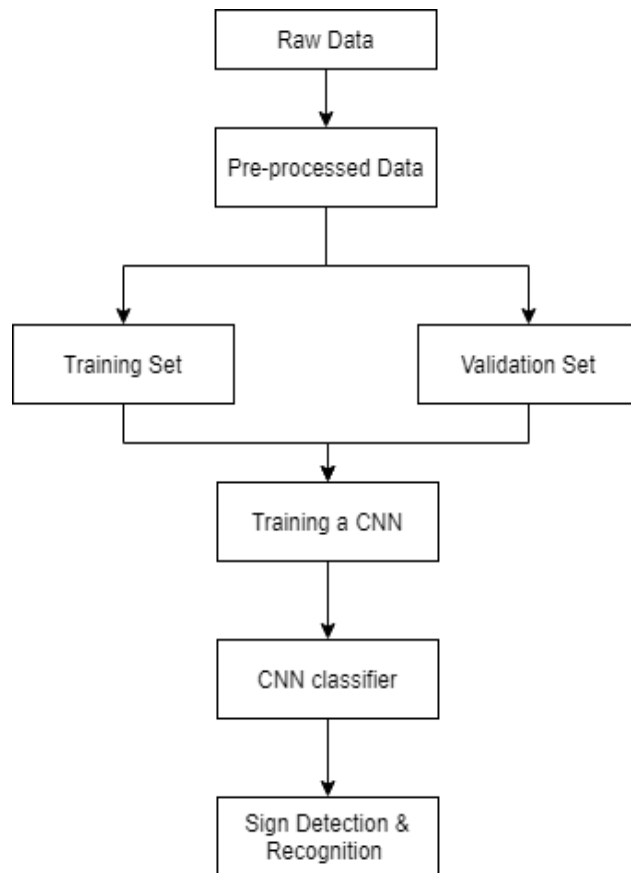 Raw Data
Pre-processed Data
Training Set
Validation Set
Training a CNN
CNN classifier
Sign Detection &
Recognition